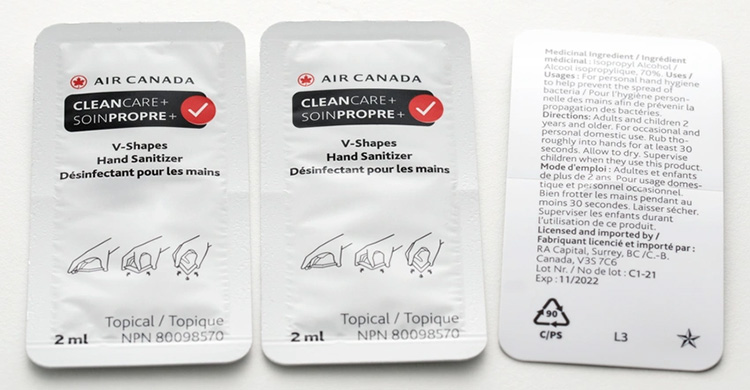 AIR CANADA
CLEANCARE+
SOINPROPRE+
V-Shapes
Hand Sanitizer
Désinfectant pour les mains
2 ml
Topical / Topique
NPN 80098570
AIR CANADA
CLEANCARE+
SOINPROPRE+
V-Shapes
Hand Sanitizer
Désinfectant pour les mains
2 ml
Topical / Topique
NPN 80098570
Medicinal Ingredient / Ingrédient
médicinal : Isopropyl Alcohol /
Alcool isopropylique, 70%. Uses /
Usages : For personal hand hygiene
to help prevent the spread of
bacteria / Pour l'hygiène person-
nelle des mains afin de prévenir la
propagation des bactéries.
Directions: Adults and children 2
years and older. For occasional and
personal domestic use. Rub tho-
roughly into hands for at least 30
seconds. Allow to dry. Supervise
children when they use this product.
Mode d'emploi : Adultes et enfants
de plus de 2 ans. Pour usage domes-
tique et personnel occasionnel.
Bien frotter les mains pendant au
moins 30 secondes. Laisser sécher.
Superviser les enfants durant
l'utilisation de ce produit.
Licensed and imported by /
Fabriquant licencié et importé par :
RA Capital, Surrey, BC /C.-B.
Canada, V3S 7C6
Lot Nr. / No de lot : C1-21
Exp : 11/2022
90
C/PS
L3